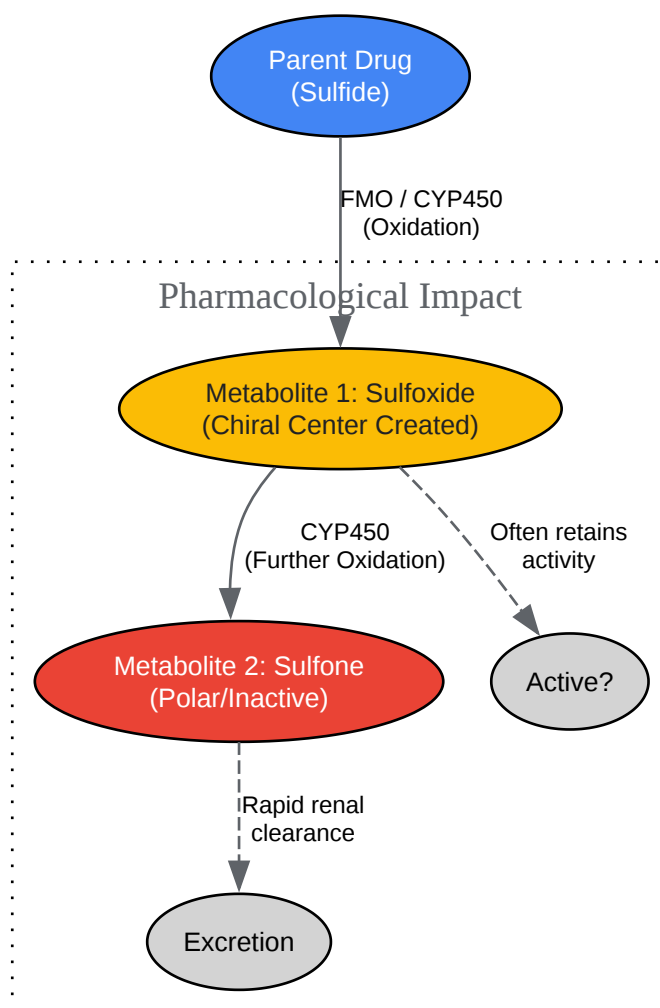 Parent Drug
(Sulfide)
FMO / CYP450
(Oxidation)
Pharmacological Impact
Metabolite 1: Sulfoxide
(Chiral Center Created)
CYP450
(Further Oxidation)
Often retains
activity
Metabolite 2: Sulfone
(Polar/Inactive)
Active?
Rapid renal
clearance
Excretion